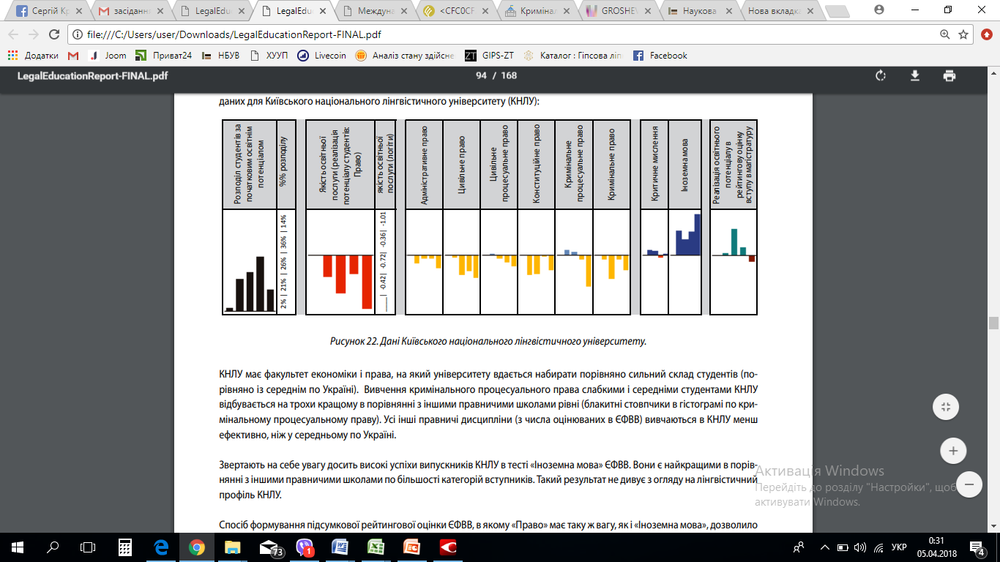 Сергій Кр
засідання
LegalEdu
LegalEdu
Междуна
<CFC0CF
Кримінал
GROSHEV
Наукова
Нова вкладка
file:///C:/Users/user/Downloads/LegalEducationReport-FINAL.pdf
Додатки
Joom
Приват24
НБУВ
ХУУП
Livecoin
Аналіз стану здійсне
GIPS-ZT
Каталог : Гіпсова ліп
Facebook
LegalEducationReport-FINAL.pdf
94 / 168
даних для Київського національного лінгвістичного університету (КНЛУ):
Розподіл студентів за
початковим освітнім
потенціалом
%% розподілу
Якість освітньої
послуги (реалізація
потенціалу студентів:
Право)
якість освітньої
послуги (логіти)
Адміністративне право
Цивільне право
Цивільне
процесуальне право
Конституційне право
Кримінальне
процесуальне право
Кримінальне право
Критичне мислення
Іноземна мова
Реалізація освітнього
потенціалу в
рейтингову оцінку
вступу в магістратуру
2% | 21% | 26% | 36% | 14%
| -0.42| -0.72| -0.36| -1.01
Рисунок 22. Дані Київського національного лінгвістичного університету.
КНЛУ має факультет економіки і права, на який університету вдається набирати порівняно сильний склад студентів (по-
рівняно із середнім по Україні). Вивчення кримінального процесуального права слабкими і середніми студентами КНЛУ
відбувається на трохи кращому в порівнянні з іншими правничими школами рівні (блакитні стовпчики в гістограмі по кри-
мінальному процесуальному праву). Усі інші правничі дисципліни (з числа оцінюваних в ЄФВВ) вивчаються в КНЛУ менш
ефективно, ніж у середньому по Україні.
Звертають на себе увагу досить високі успіхи випускників КНЛУ в тесті «Іноземна мова» ЄФВВ. Вони є найкращими в порів-
нянні з іншими правничими школами по більшості категорій вступників. Такий результат не дивує з огляду на лінгвістичний
профіль КНЛУ.
Спосіб формування підсумкової рейтингової оцінки ЄФВВ, в якому «Право» має таку ж вагу, як і «Іноземна мова», дозволило
Активація Windows
Перейдіть до розділу "Настройки", щоб
активувати Windows.
73
1
УКР
0:31
05.04.2018
4